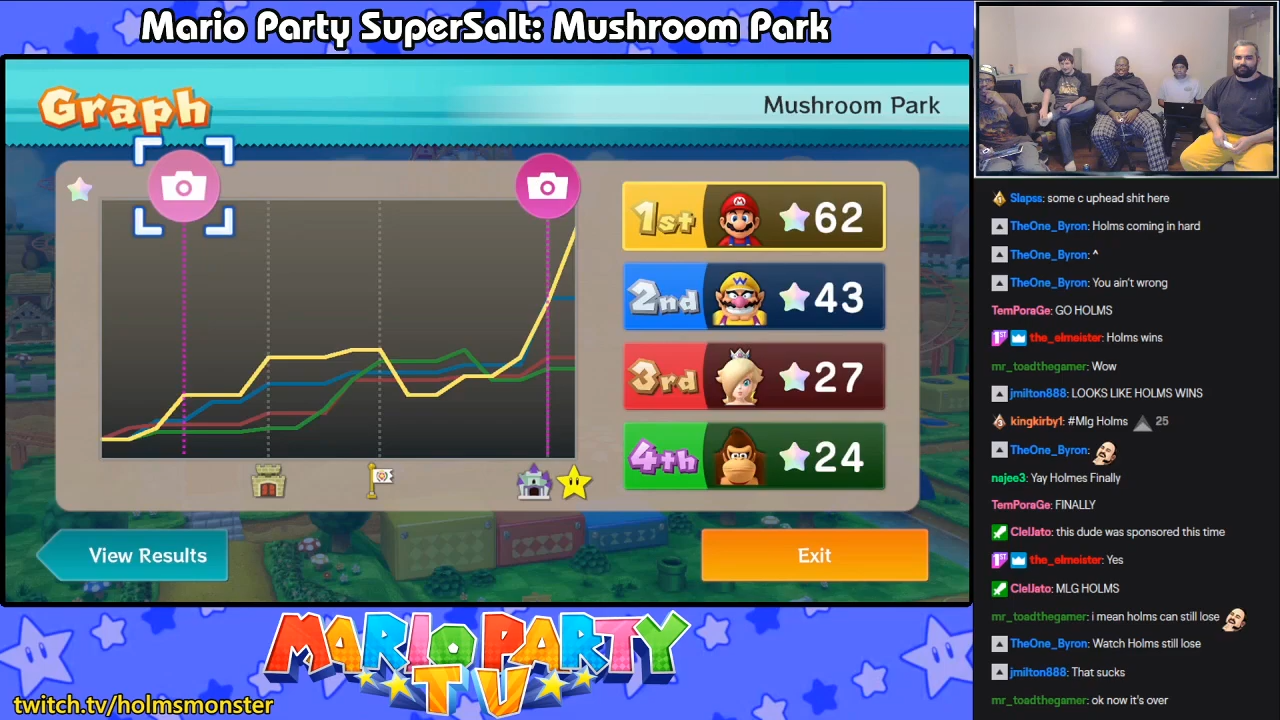 Mario Party SuperSalt: Mushroom Park
Graph
Mushroom Park
1st 62
2nd 43
3rd 27
4th 24
View Results
Exit
MARIO PARTY
TV
twitch.tv/holmsmonster
Slapss: some c uphead shit here
TheOne_Byron: Holms coming in hard
TheOne_Byron: ^
TheOne_Byron: You ain't wrong
TemPoraGe: GO HOLMS
1ST the_elmeister: Holms wins
mr_toadthegamer: Wow
jmilton888: LOOKS LIKE HOLMS WINS
kingkirby1: #Mlg Holms 25
TheOne_Byron:
najee3: Yay Holmes Finally
TemPoraGe: FINALLY
ClelJato: this dude was sponsored this time
1ST the_elmeister: Yes
ClelJato: MLG HOLMS
mr_toadthegamer: i mean holms can still lose
TheOne_Byron: Watch Holms still lose
jmilton888: That sucks
mr_toadthegamer: ok now it's over